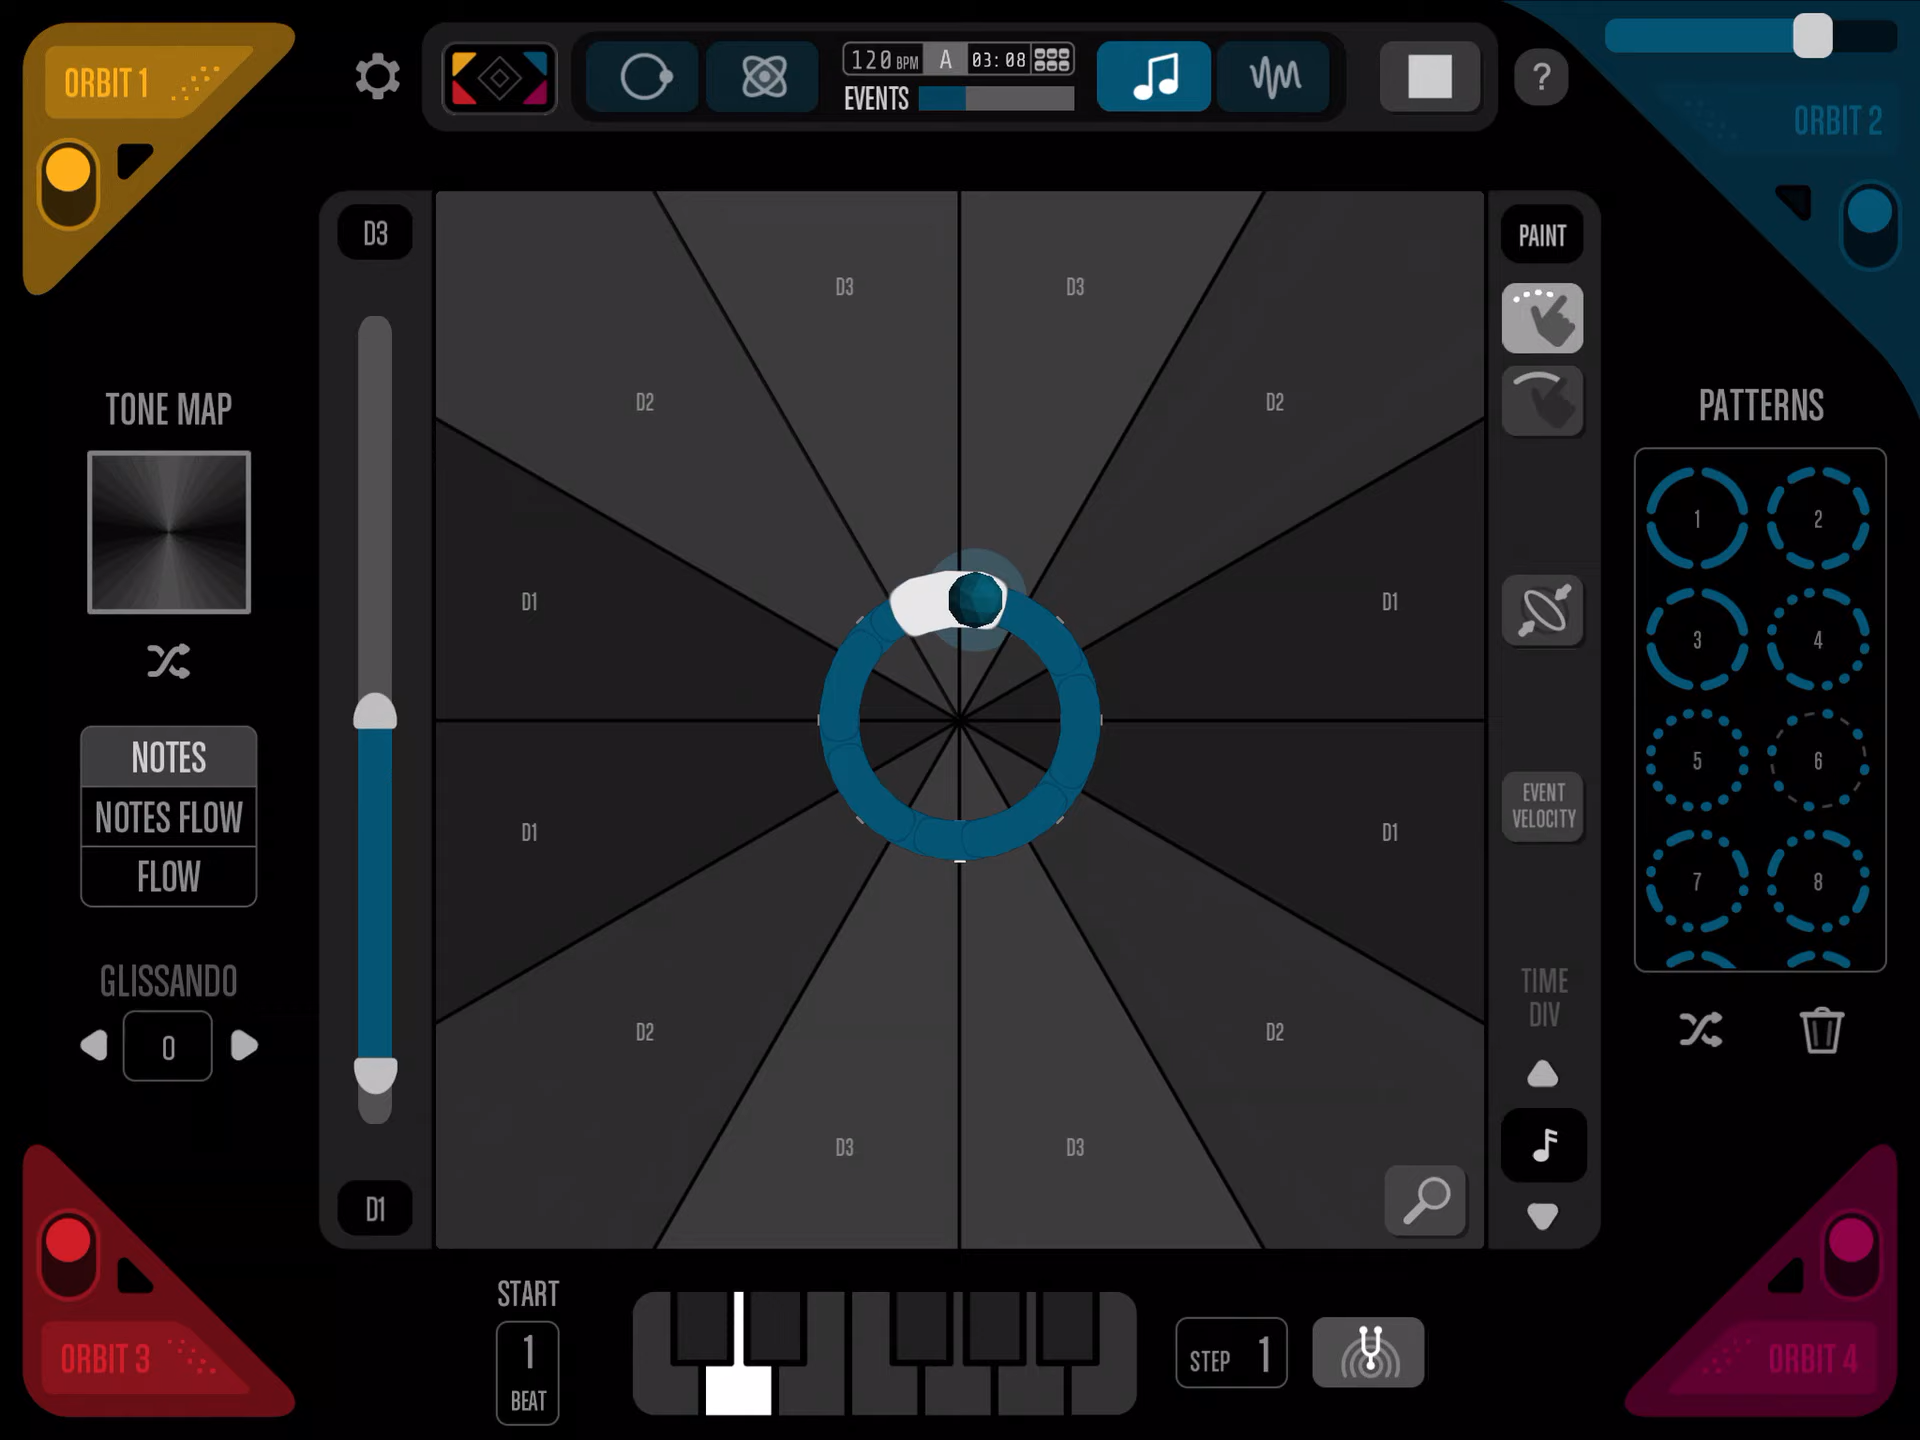 ORBIT 1
120 BPM A 03:08
EVENTS
?
ORBIT 2
D3
PAINT
D3 D3
D2 D2
TONE MAP
PATTERNS
D1 D1
1 2
3 4
5 6
7 8
NOTES
NOTES FLOW
FLOW
EVENT
VELOCITY
D1 D1
GLISSANDO
0
TIME
DIV
D2 D2
D3 D3
D1
START
1
BEAT
STEP 1
ORBIT 3
ORBIT 4